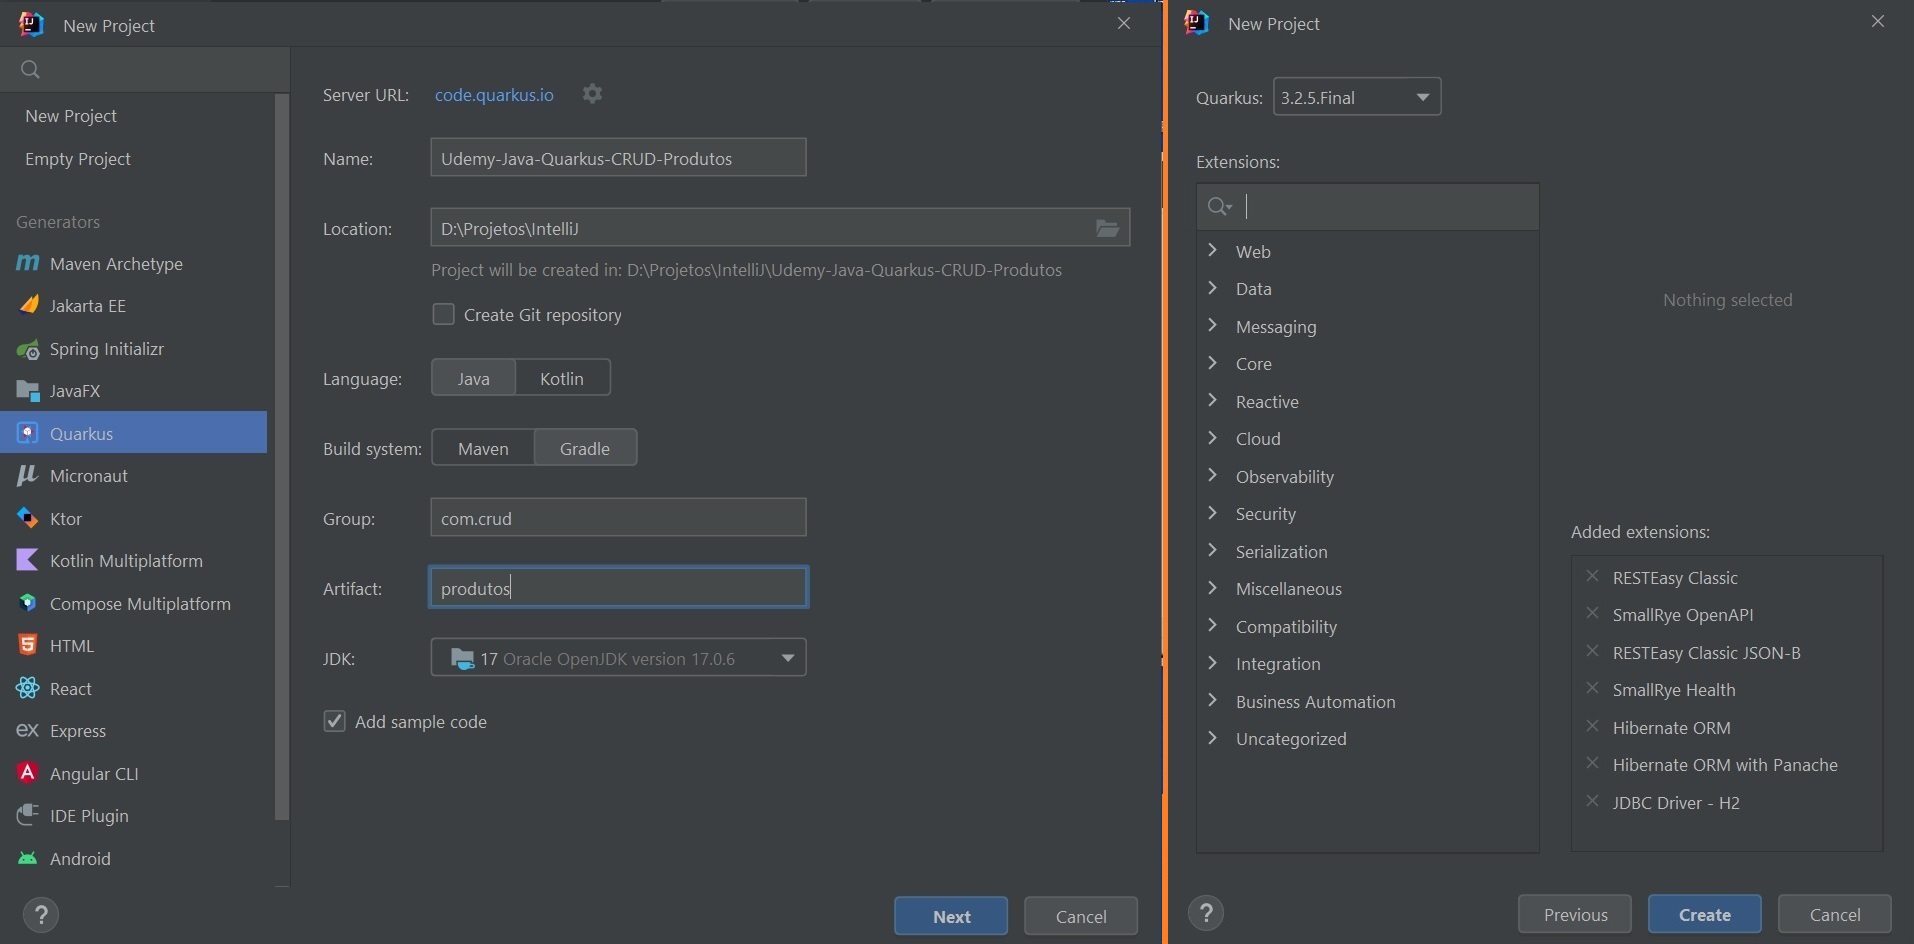 New Project
New Project
Empty Project
Generators
Maven Archetype
Jakarta EE
Spring Initializr
JavaFX
Quarkus
Micronaut
Ktor
Kotlin Multiplatform
Compose Multiplatform
HTML
React
Express
Angular CLI
IDE Plugin
Android
?
Server URL: code.quarkus.io
Name: Udemy-Java-Quarkus-CRUD-Produtos
Location: D:\Projetos\IntelliJ
Project will be created in: D:\Projetos\IntelliJ\Udemy-Java-Quarkus-CRUD-Produtos
Create Git repository
Language: Java Kotlin
Build system: Maven Gradle
Group: com.crud
Artifact: produtos
JDK: 17 Oracle OpenJDK version 17.0.6
Add sample code
Next Cancel
New Project
Quarkus: 3.2.5.Final
Extensions:
Web
Data
Messaging
Core
Reactive
Cloud
Observability
Security
Serialization
Miscellaneous
Compatibility
Integration
Business Automation
Uncategorized
Nothing selected
Added extensions:
RESTEasy Classic
SmallRye OpenAPI
RESTEasy Classic JSON-B
SmallRye Health
Hibernate ORM
Hibernate ORM with Panache
JDBC Driver - H2
? Previous Create Cancel